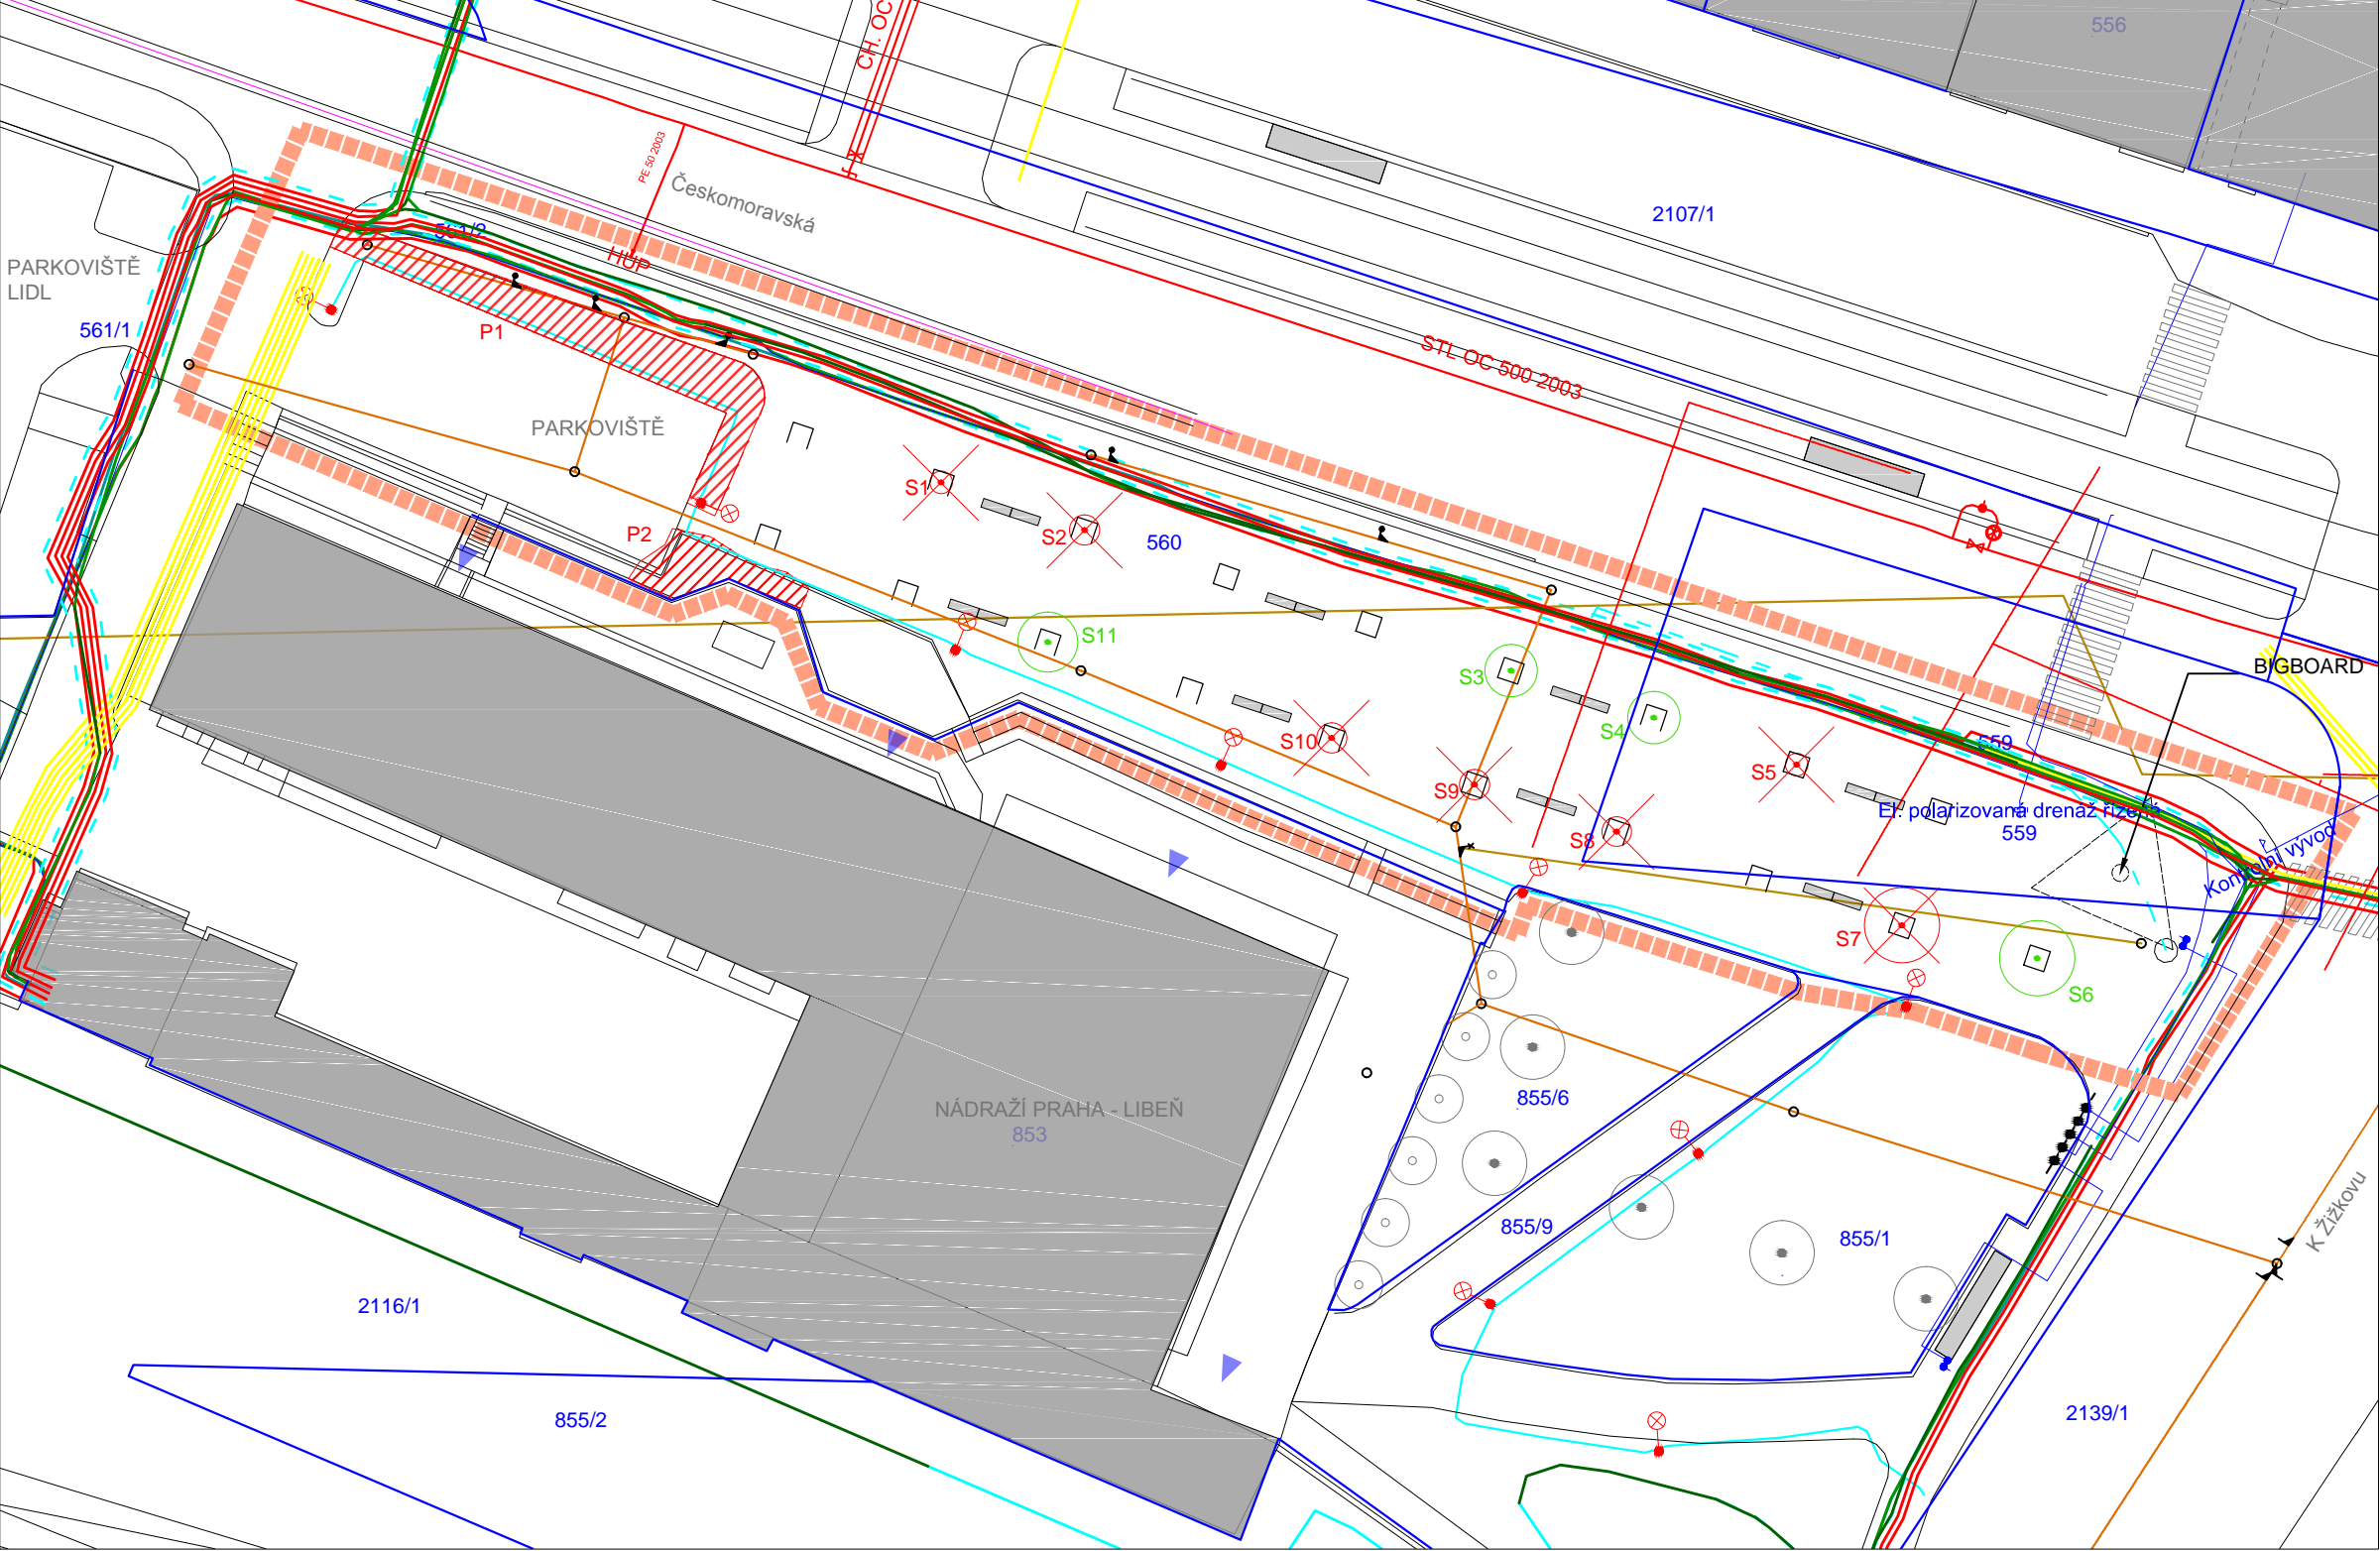 556
CH. OC
PE 50 2003
Českomoravská
2107/1
561/2
HUP
PARKOVIŠTĚ
LIDL
561/1
P1
STL OC 500 2003
PARKOVIŠTĚ
S1
S2
P2
560
S11
S3
S4
BIGBOARD
S10
S9
S8
S5
559
El. polarizovaná drenáž řízená
559
Kontrolní vývod
S7
S6
NÁDRAŽÍ PRAHA - LIBEŇ
853
855/6
855/9
855/1
K Žižkovu
2116/1
855/2
2139/1